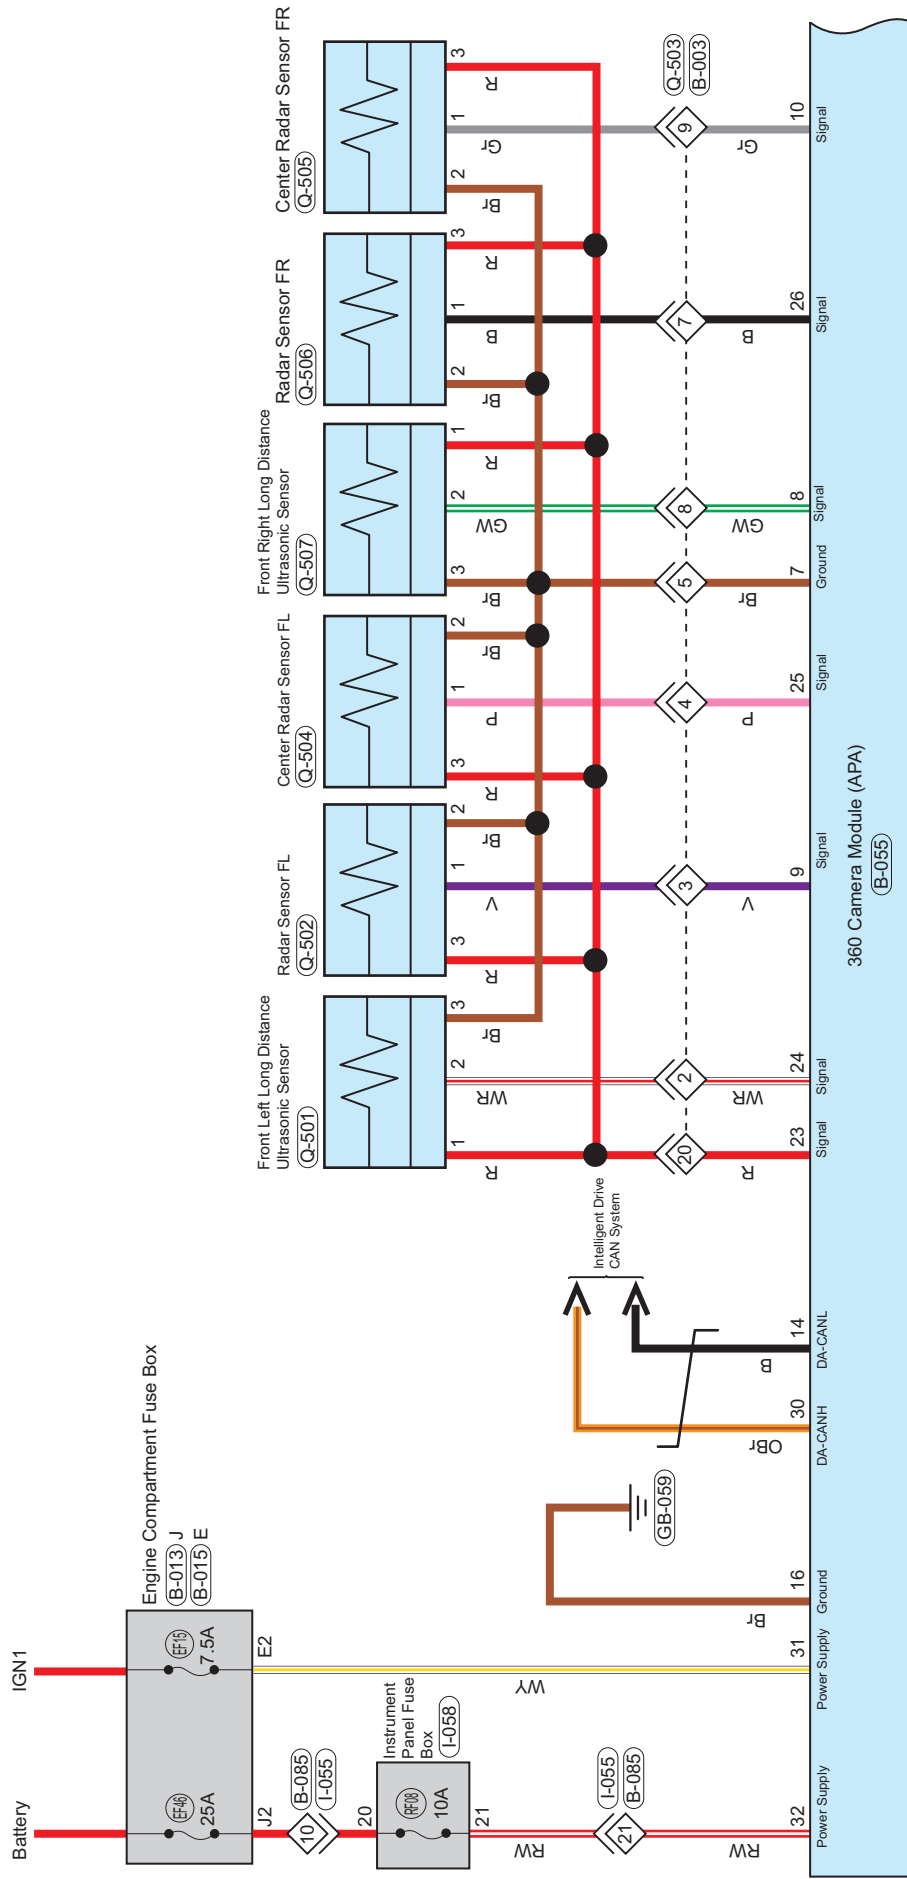 Battery
IGN1
Engine Compartment Fuse Box
B-013 J
B-015 E
EF46
25A
EF15
7.5A
J2
E2
10
B-085
I-055
20
Instrument
Panel Fuse
Box
I-058
RF08
10A
21
RW
21
I-055
B-085
RW
WY
32
Power Supply
31
Power Supply
Br
16
Ground
GB-059
OBr
30
DA-CANH
B
14
DA-CANL
Intelligent Drive
CAN System
Front Left Long Distance
Ultrasonic Sensor
Q-501
1
2
3
R
WR
Br
Radar Sensor FL
Q-502
3
1
2
R
V
Br
Center Radar Sensor FL
Q-504
3
1
2
R
P
Br
Front Right Long Distance
Ultrasonic Sensor
Q-507
3
2
1
Br
GW
R
Radar Sensor FR
Q-506
2
1
3
Br
B
R
Center Radar Sensor FR
Q-505
2
1
3
Br
Gr
R
20
2
3
4
5
8
7
9
Q-503
B-003
R
WR
V
P
Br
GW
B
Gr
23
24
9
25
7
8
26
10
Signal
Signal
Signal
Signal
Ground
Signal
Signal
Signal
360 Camera Module (APA)
B-055